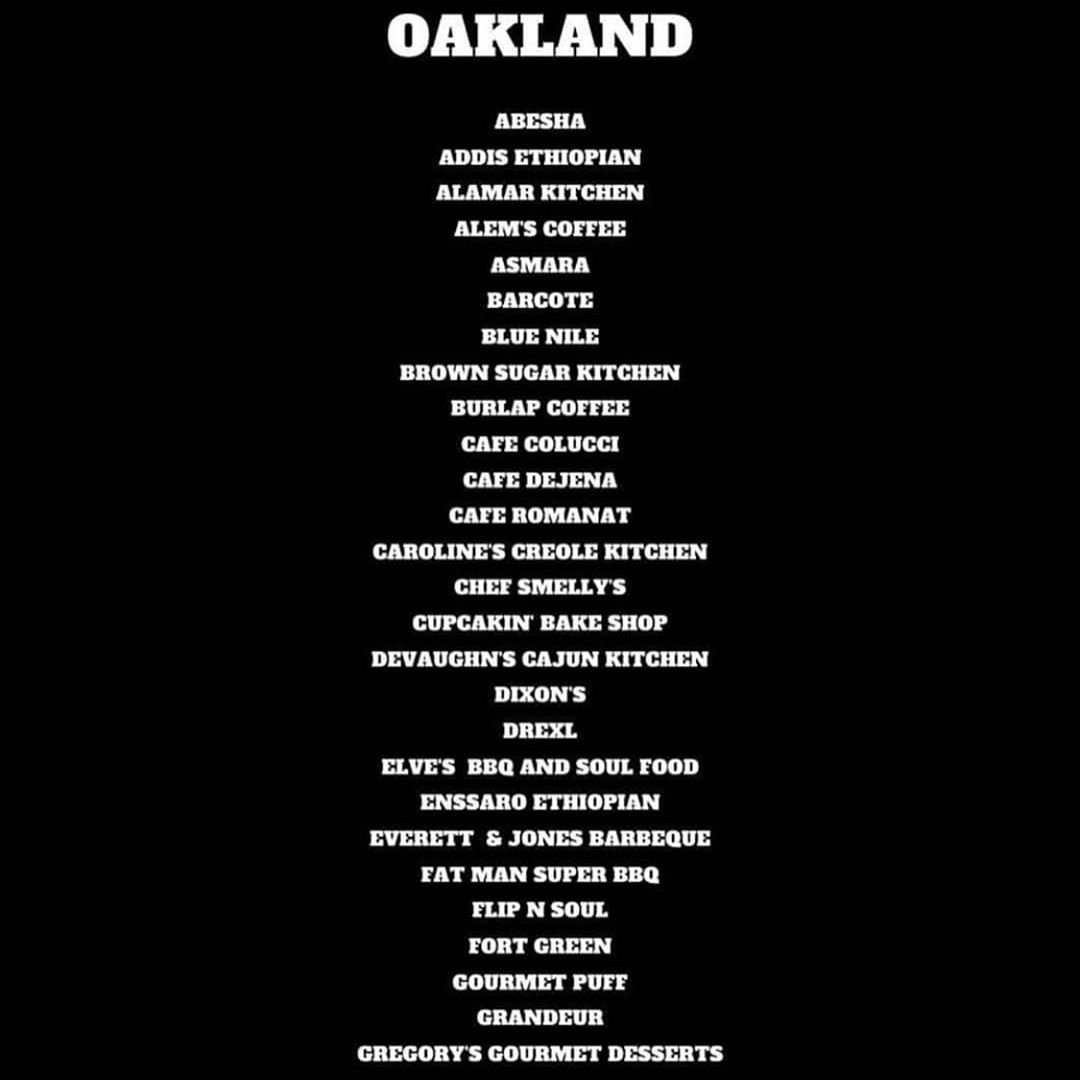 OAKLAND
ABESHA
ADDIS ETHIOPIAN
ALAMAR KITCHEN
ALEM'S COFFEE
ASMARA
BARCOTE
BLUE NILE
BROWN SUGAR KITCHEN
BURLAP COFFEE
CAFE COLUCCI
CAFE DEJENA
CAFE ROMANAT
CAROLINE'S CREOLE KITCHEN
CHEF SMELLY'S
CUPCAKIN' BAKE SHOP
DEVAUGHN'S CAJUN KITCHEN
DIXON'S
DREXL
ELVE'S  BBQ AND SOUL FOOD
ENSSARO ETHIOPIAN
EVERETT  & JONES BARBEQUE
FAT MAN SUPER BBQ
FLIP N SOUL
FORT GREEN
GOURMET PUFF
GRANDEUR
GREGORY'S GOURMET DESSERTS